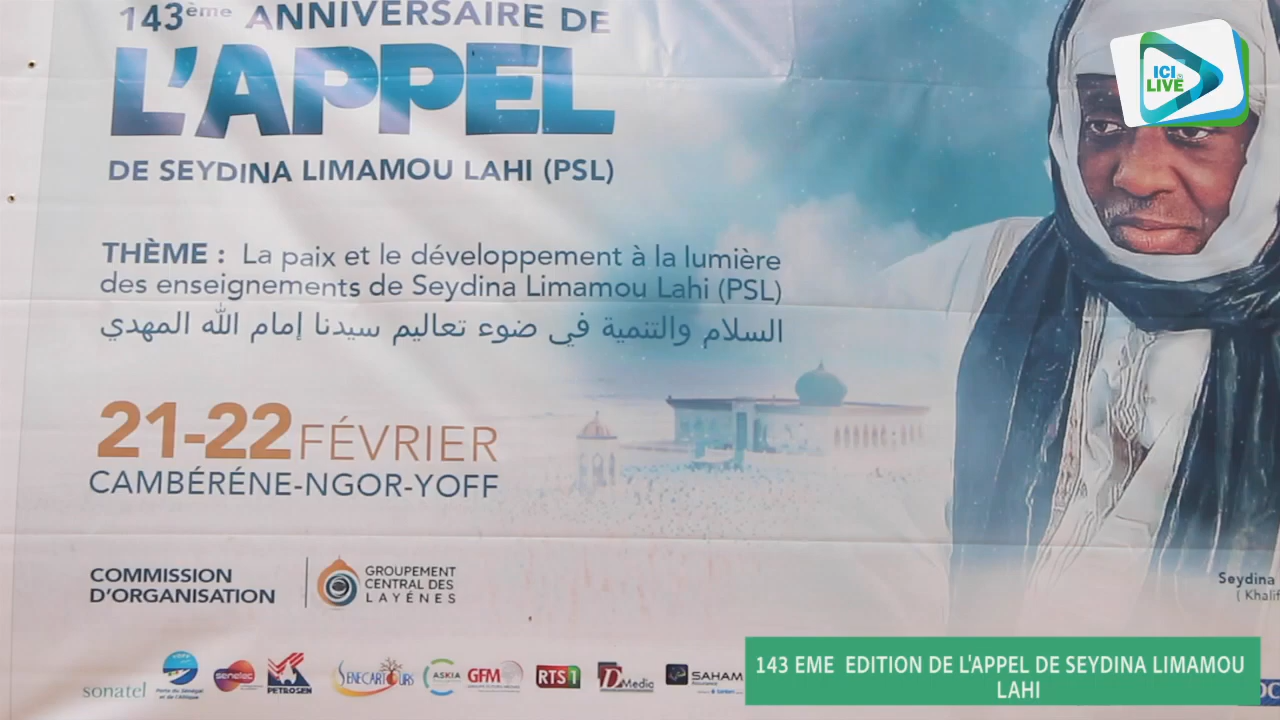 143ème ANNIVERSAIRE DE
L'APPEL
DE SEYDINA LIMAMOU LAHI (PSL)
THÈME : La paix et le développement à la lumière
des enseignements de Seydina Limamou Lahi (PSL)
السلام والتنمية في ضوء تعاليم سيدنا إمام الله المهدي
21-22 FÉVRIER
CAMBÉRÉNE-NGOR-YOFF
COMMISSION
D'ORGANISATION
GROUPEMENT
CENTRAL DES
LAYÉNES
Seydina
(Khalif
sonatel
senelec
PETROSEN
SENECARTOURS
ASKIA
GFM
RTS1
D Media
SAHAM
ICI
LIVE
143 EME EDITION DE L'APPEL DE SEYDINA LIMAMOU
LAHI